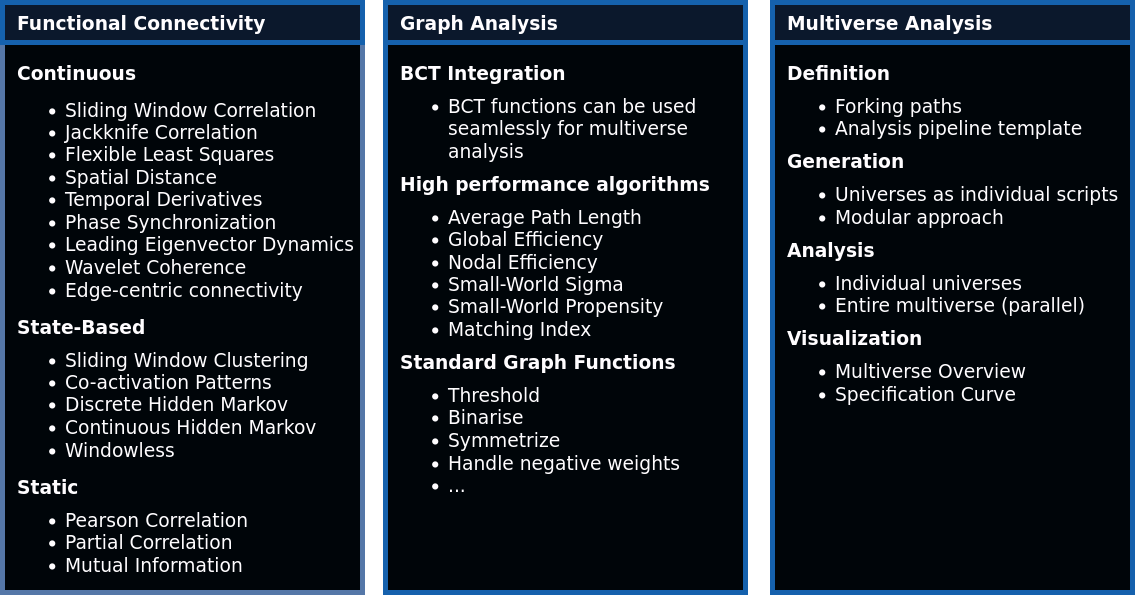 Functional Connectivity
Continuous
• Sliding Window Correlation
• Jackknife Correlation
• Flexible Least Squares
• Spatial Distance
• Temporal Derivatives
• Phase Synchronization
• Leading Eigenvector Dynamics
• Wavelet Coherence
• Edge-centric connectivity
State-Based
• Sliding Window Clustering
• Co-activation Patterns
• Discrete Hidden Markov
• Continuous Hidden Markov
• Windowless
Static
• Pearson Correlation
• Partial Correlation
• Mutual Information
Graph Analysis
BCT Integration
• BCT functions can be used
seamlessly for multiverse
analysis
High performance algorithms
• Average Path Length
• Global Efficiency
• Nodal Efficiency
• Small-World Sigma
• Small-World Propensity
• Matching Index
Standard Graph Functions
• Threshold
• Binarise
• Symmetrize
• Handle negative weights
• ...
Multiverse Analysis
Definition
• Forking paths
• Analysis pipeline template
Generation
• Universes as individual scripts
• Modular approach
Analysis
• Individual universes
• Entire multiverse (parallel)
Visualization
• Multiverse Overview
• Specification Curve